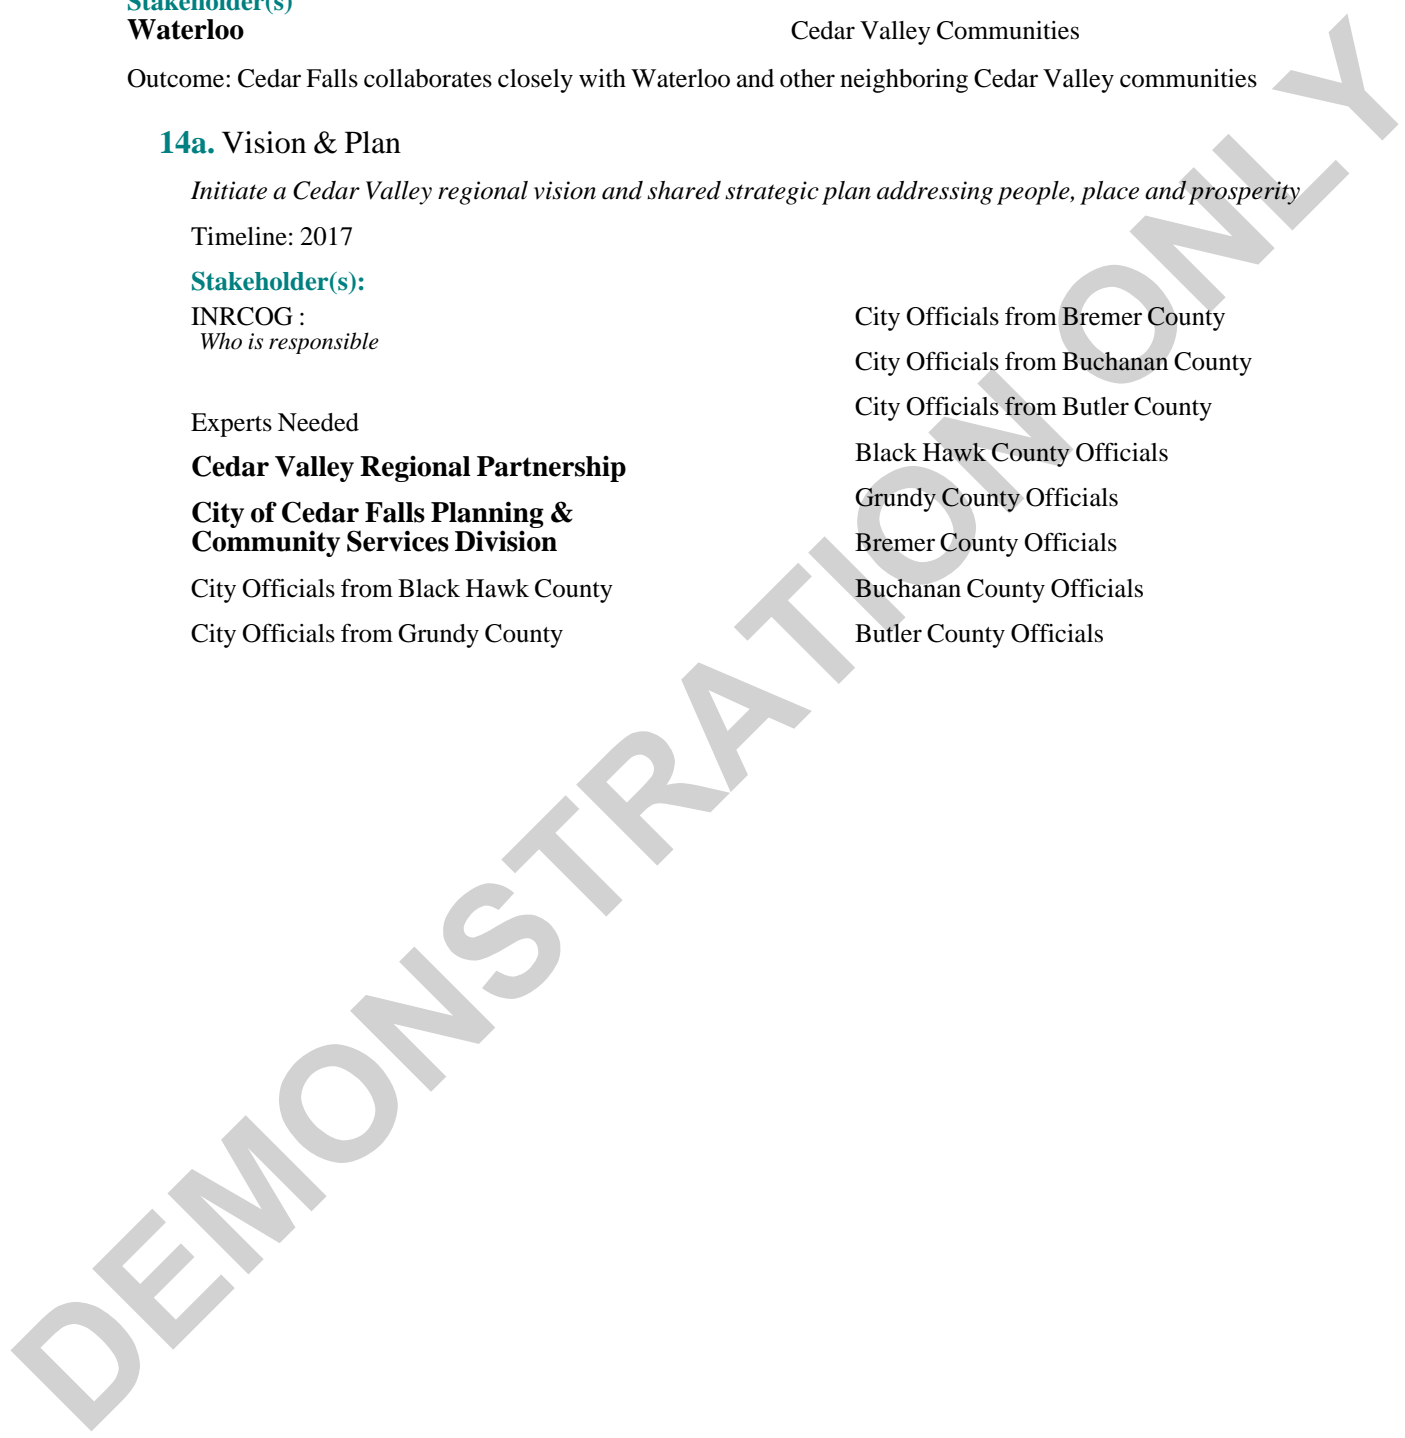 Stakeholder(s)
Waterloo
Cedar Valley Communities
Outcome: Cedar Falls collaborates closely with Waterloo and other neighboring Cedar Valley communities
14a. Vision & Plan
Initiate a Cedar Valley regional vision and shared strategic plan addressing people, place and prosperity
Timeline: 2017
Stakeholder(s):
INRCOG :
Who is responsible
Experts Needed
Cedar Valley Regional Partnership
City of Cedar Falls Planning &
Community Services Division
City Officials from Black Hawk County
City Officials from Grundy County
City Officials from Bremer County
City Officials from Buchanan County
City Officials from Butler County
Black Hawk County Officials
Grundy County Officials
Bremer County Officials
Buchanan County Officials
Butler County Officials
DEMONSTRATION ONLY